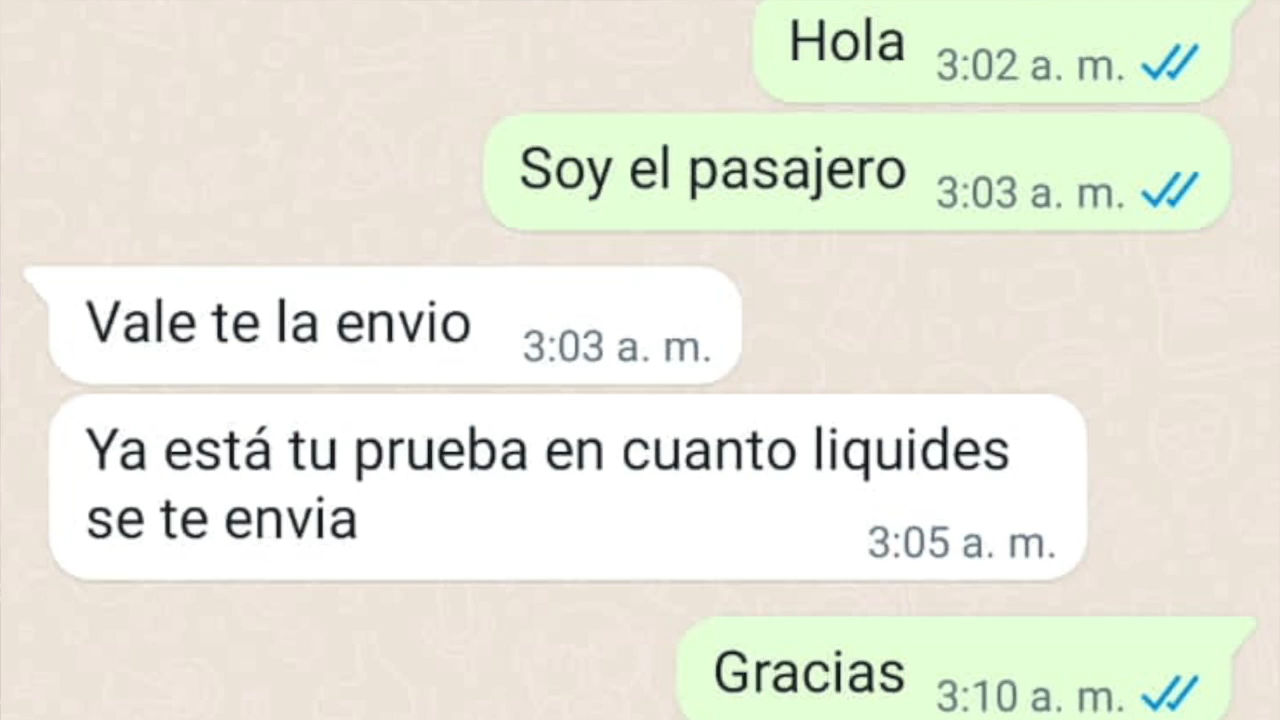 Hola 3:02 a. m.
Soy el pasajero 3:03 a. m.
Vale te la envio 3:03 a. m.
Ya está tu prueba en cuanto liquides
se te envia 3:05 a. m.
Gracias 3:10 a. m.